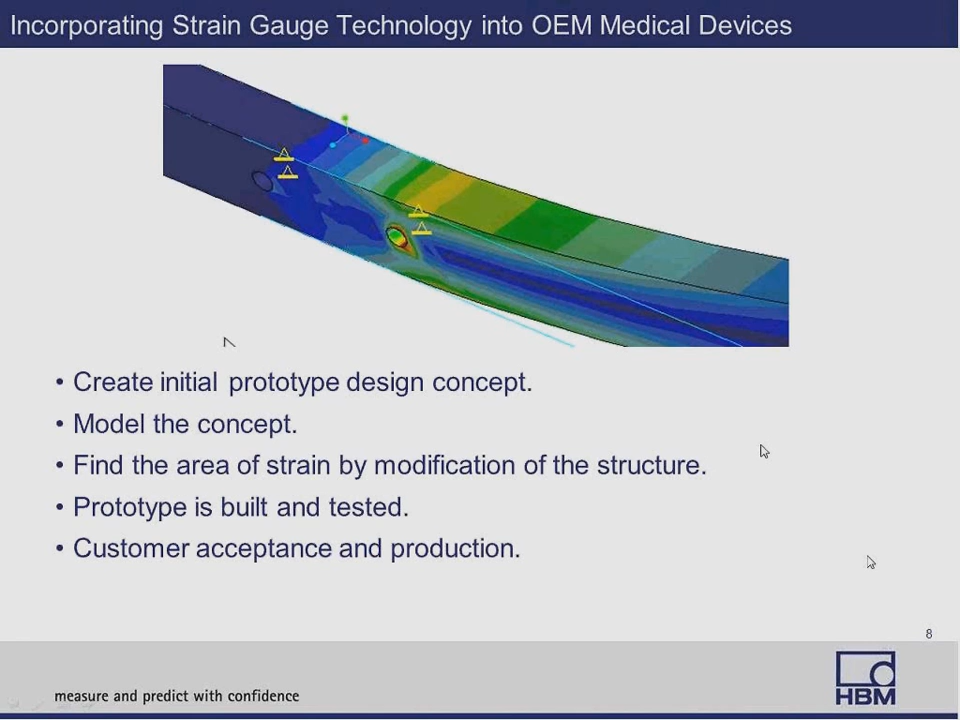 Incorporating Strain Gauge Technology into OEM Medical Devices
• Create initial prototype design concept.
• Model the concept.
• Find the area of strain by modification of the structure.
• Prototype is built and tested.
• Customer acceptance and production.
8
measure and predict with confidence
HBM